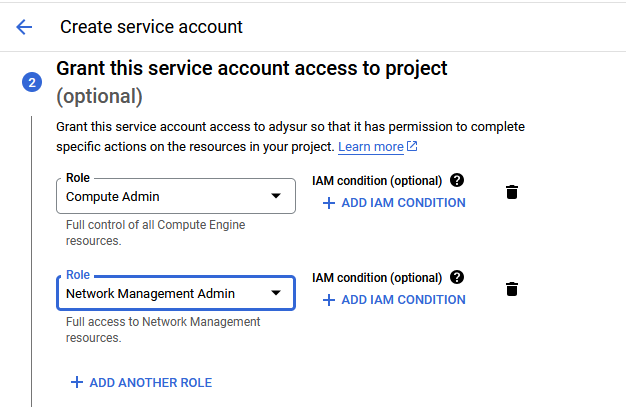 Create service account
2
Grant this service account access to project
(optional)
Grant this service account access to adysur so that it has permission to complete
specific actions on the resources in your project. Learn more
Role
Compute Admin
IAM condition (optional) ?
+ ADD IAM CONDITION
Full control of all Compute Engine
resources.
Role
Network Management Admin
IAM condition (optional) ?
+ ADD IAM CONDITION
Full access to Network Management
resources.
+ ADD ANOTHER ROLE